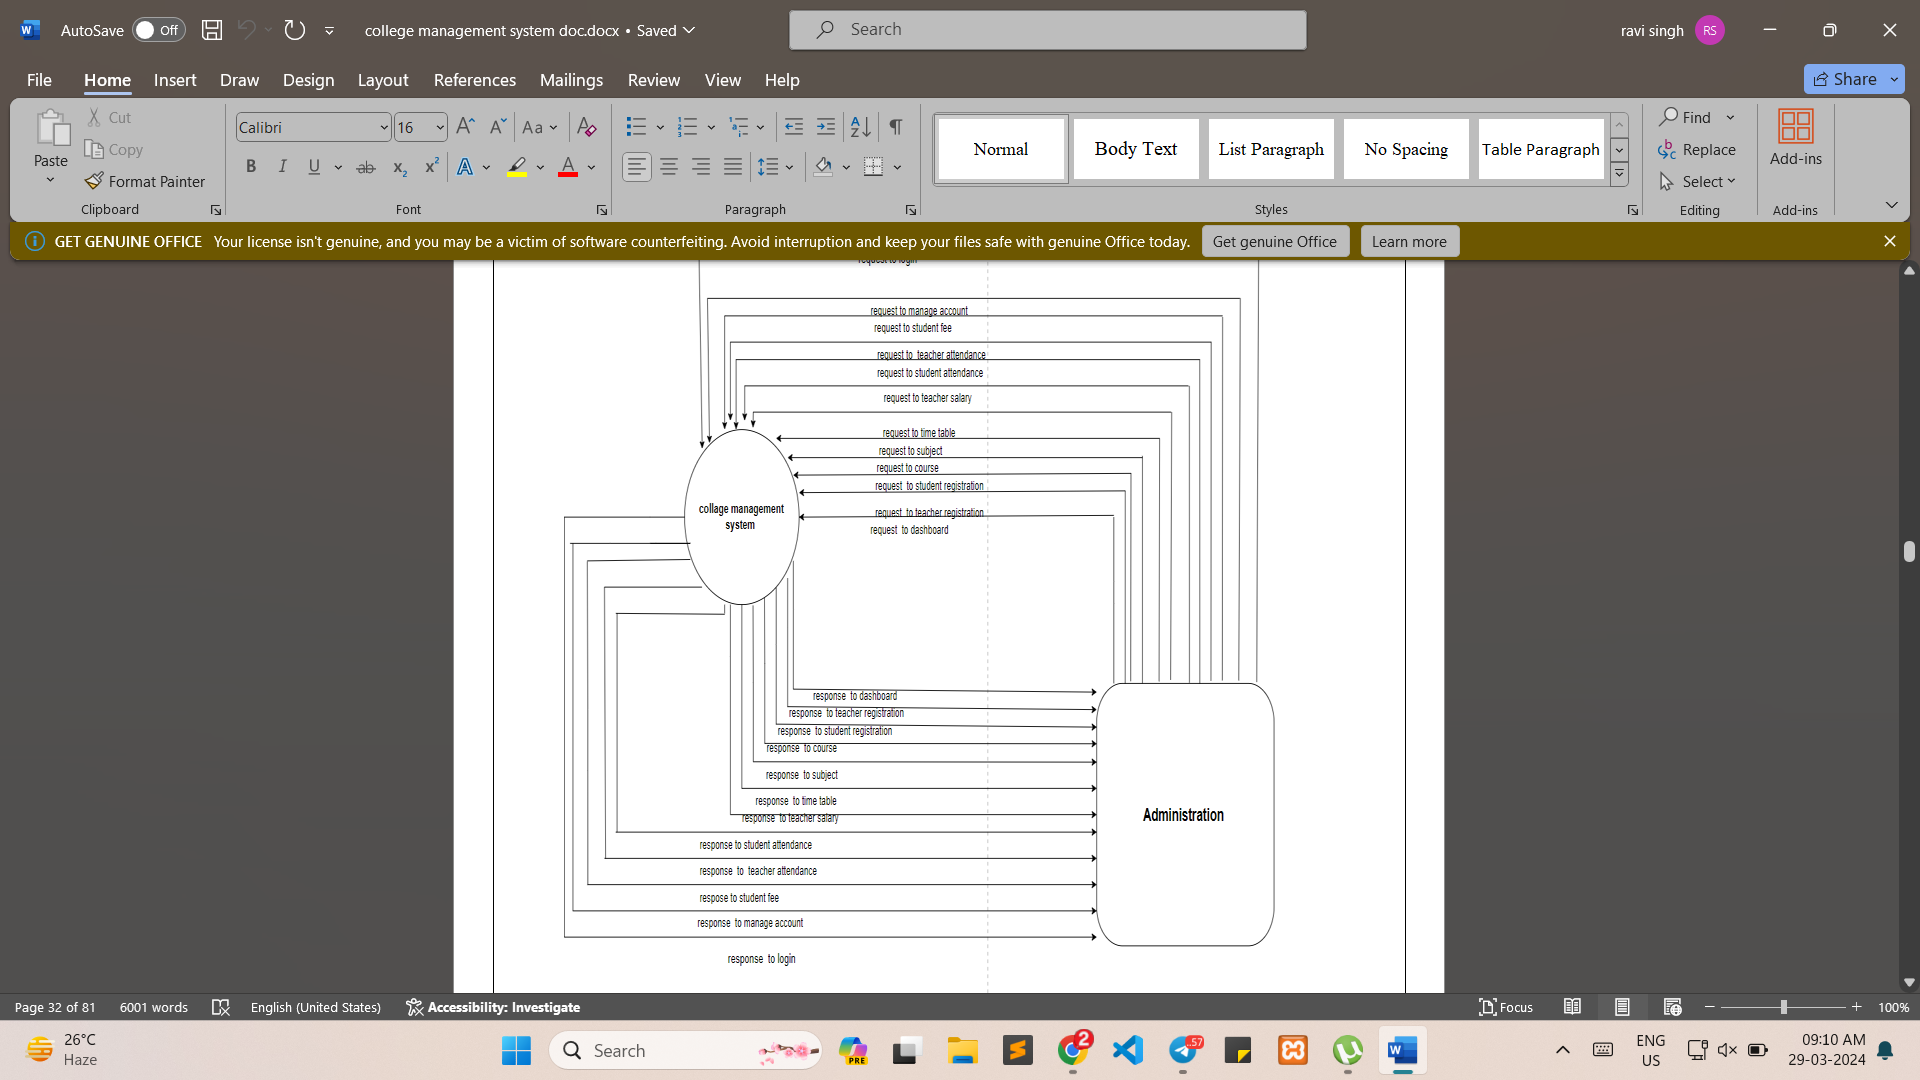 AutoSave Off college management system doc.docx • Saved Search ravi singh RS
File Home Insert Draw Design Layout References Mailings Review View Help Share
Paste Cut Copy Format Painter
Clipboard
Calibri 16
Font
Paragraph
Normal Body Text List Paragraph No Spacing Table Paragraph
Styles
Find
Replace
Select
Editing
Add-ins
Add-ins
GET GENUINE OFFICE Your license isn't genuine, and you may be a victim of software counterfeiting. Avoid interruption and keep your files safe with genuine Office today. Get genuine Office Learn more
request to login
request to manage account
request to student fee
request to teacher attendance
request to student attendance
request to teacher salary
request to time table
request to subject
request to course
request to student registration
request to teacher registration
request to dashboard
collage management
system
response to dashboard
response to teacher registration
response to student registration
response to course
response to subject
response to time table
response to teacher salary
response to student attendance
response to teacher attendance
respose to student fee
response to manage account
response to login
Administration
Page 32 of 81 6001 words English (United States) Accessibility: Investigate Focus 100%
26°C
Haze
Search
PRE
2
57
ENG
US
09:10 AM
29-03-2024